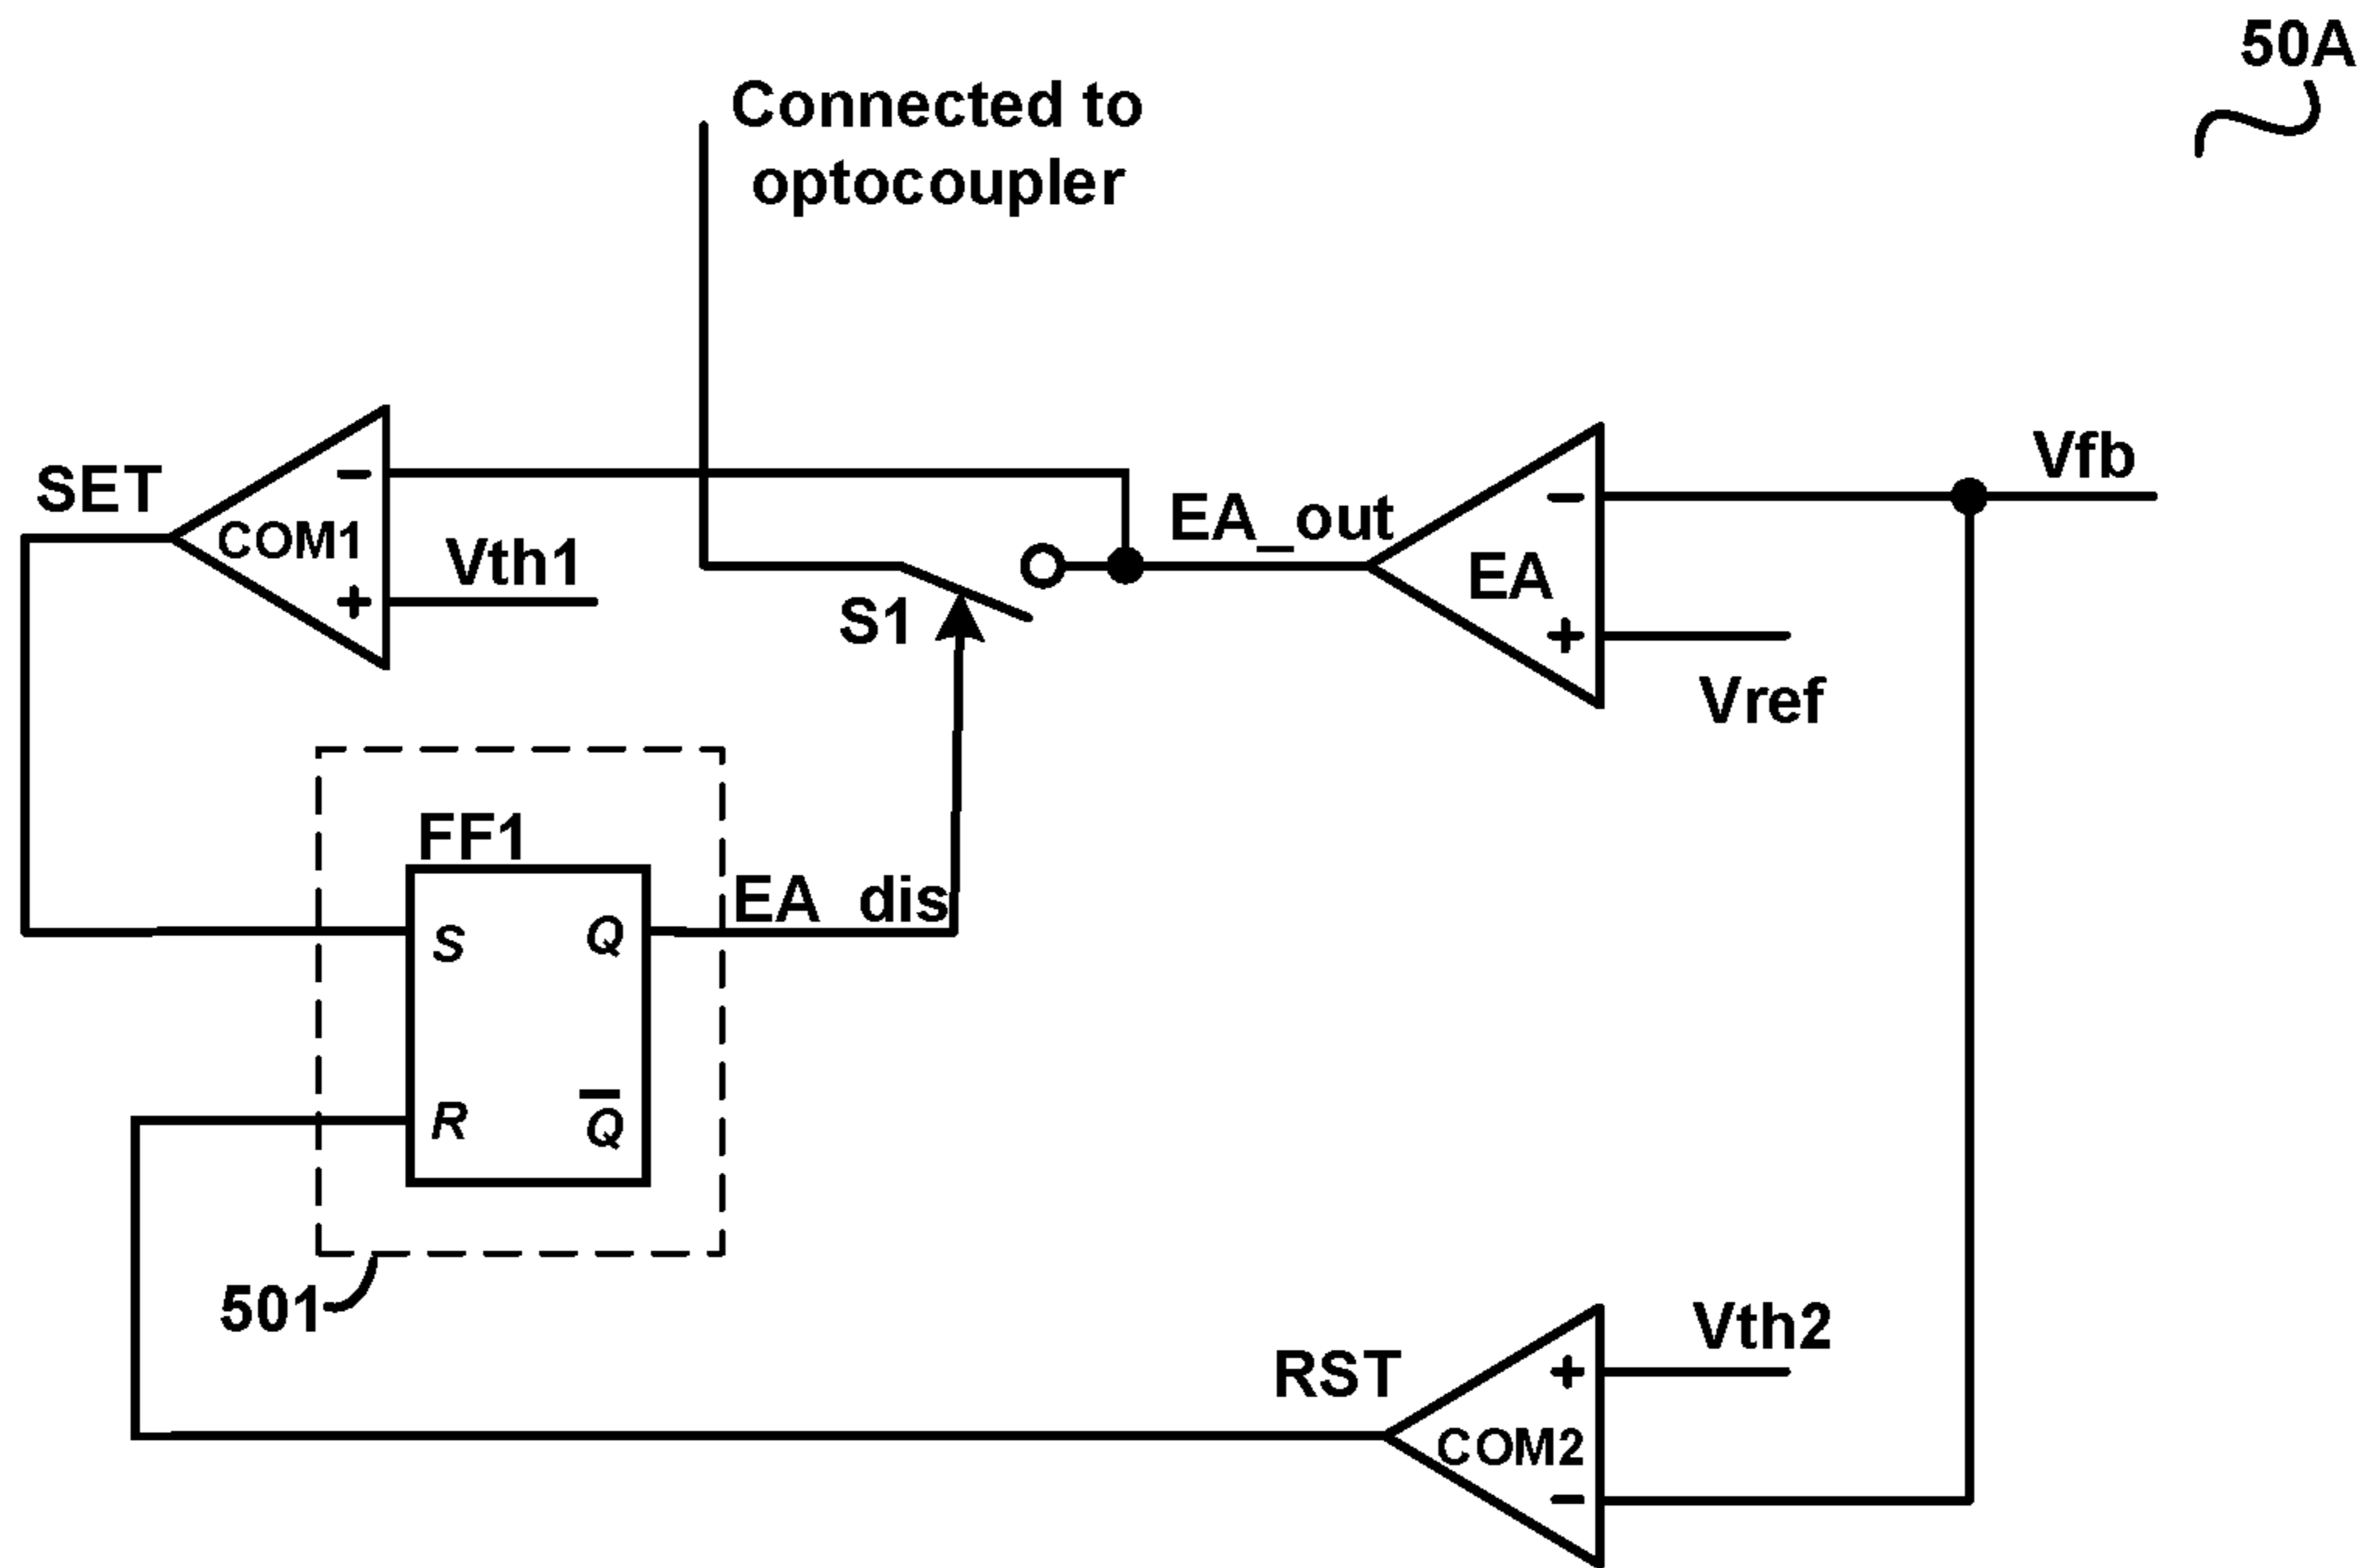 50A
Connected to
optocoupler
Vfb
SET
−
EA_out
−
COM1
Vth1
EA
+
S1
+
Vref
FF1
EA_dis
S
Q
R
Q̅
501
Vth2
RST
+
COM2
−